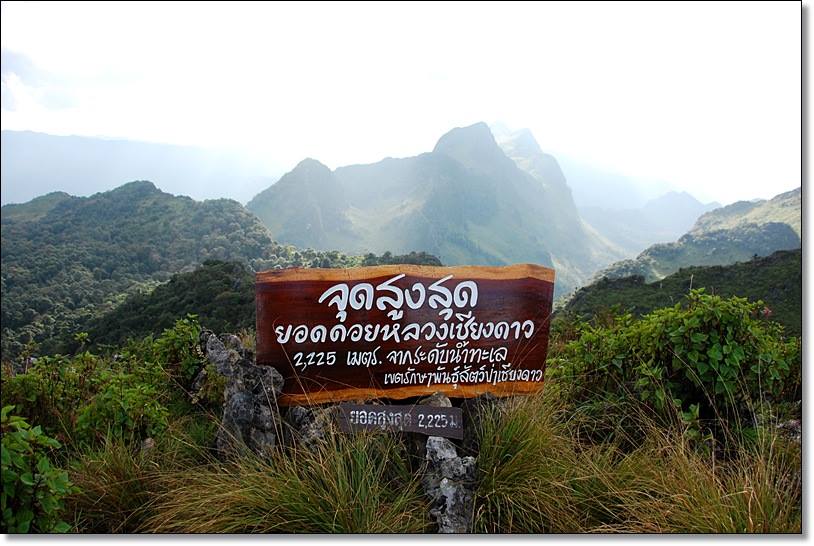 จุดสูงสุด
ยอดดอยหลวงเชียงดาว
2,225 เมตร. จากระดับน้ำทะเล
เขตรักษาพันธุ์สัตว์ป่าเชียงดาว
ยอดสูงสุด 2,225 ม.